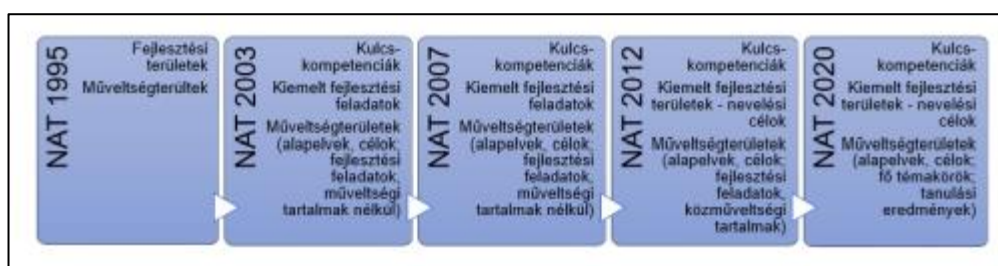 NAT 1995
Fejlesztési
területek
Műveltségterültek
NAT 2003
Kulcs-
kompetenciák
Kiemelt fejlesztési
feladatok
Műveltségterületek
(alapelvek, célok;
fejlesztési
feladatok,
műveltségi
tartalmak nélkül)
NAT 2007
Kulcs-
kompetenciák
Kiemelt fejlesztési
feladatok
Műveltségterületek
(alapelvek, célok;
fejlesztési
feladatok,
műveltségi
tartalmak nélkül)
NAT 2012
Kulcs-
kompetenciák
Kiemelt fejlesztési
területek - nevelési
célok
Műveltségterületek
(alapelvek, célok;
fejlesztési
feladatok,
közműveltségi
tartalmak)
NAT 2020
Kulcs-
kompetenciák
Kiemelt fejlesztési
területek - nevelési
célok
Műveltségterületek
(alapelvek, célok;
fő témakörök;
tanulási
eredmények)